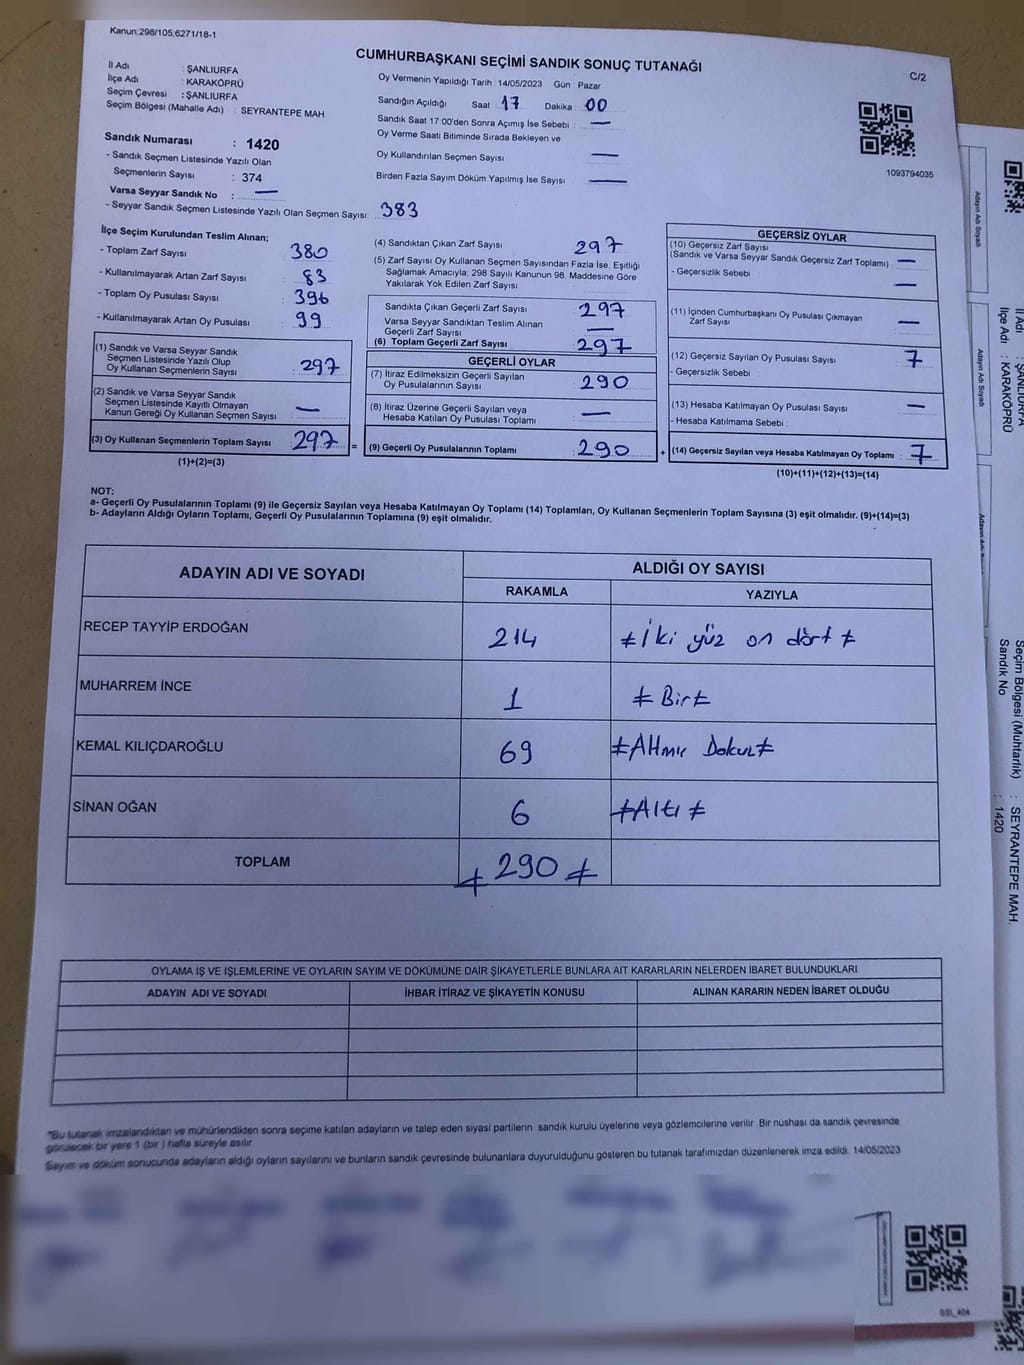 Kanun:298/105,6271/18-1
CUMHURBAŞKANI SEÇİMİ SANDIK SONUÇ TUTANAĞI
C/2
İl Adı : ŞANLIURFA
İlçe Adı : KARAKÖPRÜ
Seçim Çevresi : ŞANLIURFA
Seçim Bölgesi (Mahalle Adı) : SEYRANTEPE MAH.
Oy Vermenin Yapıldığı Tarih :14/05/2023 Gün : Pazar
Sandığın Açıldığı Saat : 17 Dakika : 00
Sandık Saat 17:00'den Sonra Açımış İse Sebebi : —
Oy Verme Saati Bitiminde Sırada Bekleyen ve
Oy Kullandırılan Seçmen Sayısı : —
Birden Fazla Sayım Döküm Yapılmış İse Sayısı : —
1093794035
Sandık Numarası : 1420
- Sandık Seçmen Listesinde Yazılı Olan
Seçmenlerin Sayısı : 374
Varsa Seyyar Sandık No : —
- Seyyar Sandık Seçmen Listesinde Yazılı Olan Seçmen Sayısı: 383
İlçe Seçim Kurulundan Teslim Alınan;
- Toplam Zarf Sayısı : 380
- Kullanılmayarak Artan Zarf Sayısı : 83
- Toplam Oy Pusulası Sayısı : 396
- Kullanılmayarak Artan Oy Pusulası : 99
(1) Sandık ve Varsa Seyyar Sandık
Seçmen Listesinde Yazılı Olup
Oy Kullanan Seçmenlerin Sayısı : 297
(2) Sandık ve Varsa Seyyar Sandık
Seçmen Listesinde Kayıtlı Olmayan
Kanun Gereği Oy Kullanan Seçmen Sayısı : —
(3) Oy Kullanan Seçmenlerin Toplam Sayısı : 297 =
(1)+(2)=(3)
(4) Sandıktan Çıkan Zarf Sayısı : 297
(5) Zarf Sayısı Oy Kullanan Seçmen Sayısından Fazla İse, Eşitliği
Sağlamak Amacıyla; 298 Sayılı Kanunun 98. Maddesine Göre
Yakılarak Yok Edilen Zarf Sayısı :
Sandıkta Çıkan Geçerli Zarf Sayısı : 297
Varsa Seyyar Sandıktan Teslim Alınan
Geçerli Zarf Sayısı : —
(6) Toplam Geçerli Zarf Sayısı : 297
GEÇERLİ OYLAR
(7) İtiraz Edilmeksizin Geçerli Sayılan
Oy Pusulalarının Sayısı : 290
(8) İtiraz Üzerine Geçerli Sayılan veya
Hesaba Katılan Oy Pusulası Toplamı : —
(9) Geçerli Oy Pusulalarının Toplamı : 290 +
GEÇERSİZ OYLAR
(10) Geçersiz Zarf Sayısı
(Sandık ve Varsa Seyyar Sandık Geçersiz Zarf Toplamı) : —
- Geçersizlik Sebebi : —
(11) İçinden Cumhurbaşkanı Oy Pusulası Çıkmayan
Zarf Sayısı : —
(12) Geçersiz Sayılan Oy Pusulası Sayısı : 7
- Geçersizlik Sebebi :
(13) Hesaba Katılmayan Oy Pusulası Sayısı : —
- Hesaba Katılmama Sebebi :
(14) Geçersiz Sayılan veya Hesaba Katılmayan Oy Toplamı : 7
(10)+(11)+(12)+(13)=(14)
NOT:
a- Geçerli Oy Pusulalarının Toplamı (9) ile Geçersiz Sayılan veya Hesaba Katılmayan Oy Toplamı (14) Toplamları, Oy Kullanan Seçmenlerin Toplam Sayısına (3) eşit olmalıdır. (9)+(14)=(3)
b- Adayların Aldığı Oyların Toplamı, Geçerli Oy Pusulalarının Toplamına (9) eşit olmalıdır.
ADAYIN ADI VE SOYADI ALDIĞI OY SAYISI
RAKAMLA YAZIYLA
RECEP TAYYİP ERDOĞAN 214 ≠ İki yüz on dört ≠
MUHARREM İNCE 1 ≠ Bir ≠
KEMAL KILIÇDAROĞLU 69 ≠ Altmış Dokuz ≠
SİNAN OĞAN 6 ≠ Altı ≠
TOPLAM ≠ 290 ≠
OYLAMA İŞ VE İŞLEMLERİNE VE OYLARIN SAYIM VE DÖKÜMÜNE DAİR ŞİKAYETLERLE BUNLARA AİT KARARLARIN NELERDEN İBARET BULUNDUKLARI
ADAYIN ADI VE SOYADI İHBAR İTİRAZ VE ŞİKAYETİN KONUSU ALINAN KARARIN NEDEN İBARET OLDUĞU
*Bu tutanak imzalandıktan ve mühürlendikten sonra seçime katılan adayların ve talep eden siyasi partilerin sandık kurulu üyelerine veya gözlemcilerine verilir. Bir nüshası da sandık çevresinde
görülecek bir yere 1 (bir ) hafta süreyle asılır.
Sayım ve döküm sonucunda adayların aldığı oyların sayılarını ve bunların sandık çevresinde bulunanlara duyurulduğunu gösteren bu tutanak tarafımızdan düzenlenerek imza edildi. 14/05/2023
SSİ_404
Adayın Adı Soyadı
Adayın Adı Soyadı
İl Adı : ŞANLIURFA
İlçe Adı : KARAKÖPRÜ
Seçim Bölgesi (Muhtarlık) : SEYRANTEPE MAH.
Sandık No : 1420